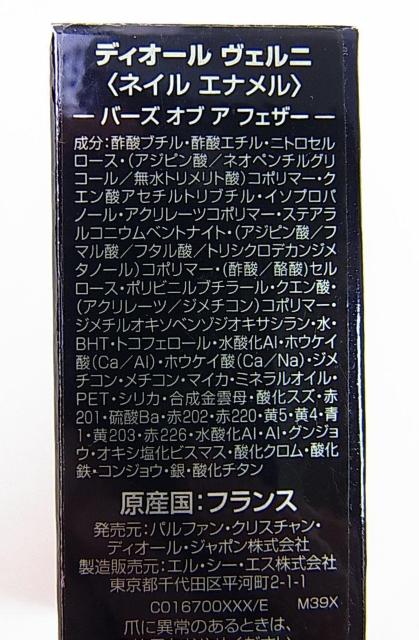 ディオール ヴェルニ
〈ネイル エナメル〉
― バーズ オブ ア フェザー ―
成分:酢酸ブチル・酢酸エチル・ニトロセル
ロース・(アジピン酸/ネオペンチルグリ
コール/無水トリメリト酸)コポリマー・ク
エン酸アセチルトリブチル・イソプロパ
ノール・アクリレーツコポリマー・ステアラ
ルコニウムベントナイト・(アジピン酸/フ
マル酸/フタル酸/トリシクロデカンジメ
タノール)コポリマー・(酢酸/酪酸)セル
ロース・ポリビニルブチラール・クエン酸・
(アクリレーツ/ジメチコン)コポリマー・
ジメチルオキソベンゾジオキサシラン・水・
BHT・トコフェロール・水酸化Al・ホウケイ
酸(Ca/Al)・ホウケイ酸(Ca/Na)・ジメ
チコン・メチコン・マイカ・ミネラルオイル・
PET・シリカ・合成金雲母・酸化スズ・赤
201・硫酸Ba・赤202・赤220・黄5・黄4・青
1・黄203・赤226・水酸化Al・Al・グンジョ
ウ・オキシ塩化ビスマス・酸化クロム・酸化
鉄・コンジョウ・銀・酸化チタン
原産国:フランス
発売元:パルファン・クリスチャン・
ディオール・ジャポン株式会社
製造販売元:エル・シー・エス株式会社
東京都千代田区平河町2-1-1
C016700XXX/E M39X
爪に異常のあるときは、